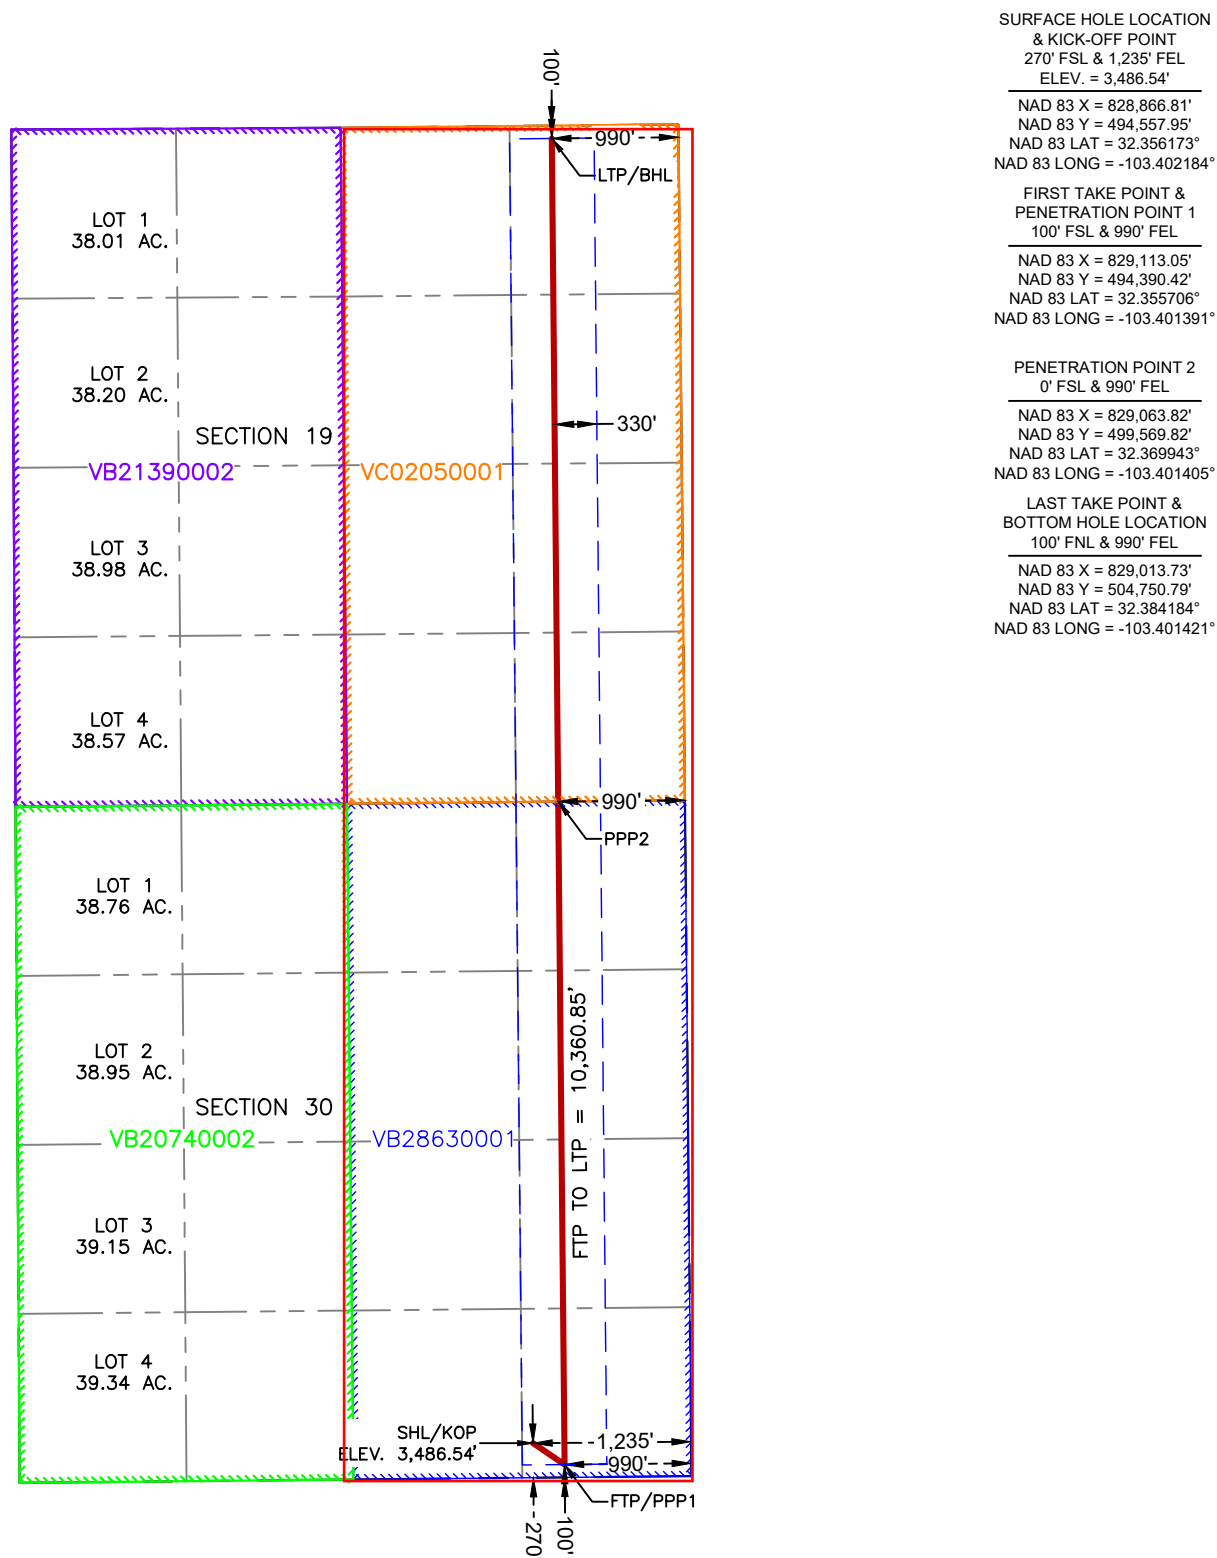 SURFACE HOLE LOCATION
& KICK-OFF POINT
270' FSL & 1,235' FEL
ELEV. = 3,486.54'
NAD 83 X = 828,866.81'
NAD 83 Y = 494,557.95'
NAD 83 LAT = 32.356173°
NAD 83 LONG = -103.402184°
FIRST TAKE POINT &
PENETRATION POINT 1
100' FSL & 990' FEL
NAD 83 X = 829,113.05'
NAD 83 Y = 494,390.42'
NAD 83 LAT = 32.355706°
NAD 83 LONG = -103.401391°
PENETRATION POINT 2
0' FSL & 990' FEL
NAD 83 X = 829,063.82'
NAD 83 Y = 499,569.82'
NAD 83 LAT = 32.369943°
NAD 83 LONG = -103.401405°
LAST TAKE POINT &
BOTTOM HOLE LOCATION
100' FNL & 990' FEL
NAD 83 X = 829,013.73'
NAD 83 Y = 504,750.79'
NAD 83 LAT = 32.384184°
NAD 83 LONG = -103.401421°
100'
990'
LTP/BHL
LOT 1
38.01 AC.
LOT 2
38.20 AC.
330'
SECTION 19
VB21390002
VC02050001
LOT 3
38.98 AC.
LOT 4
38.57 AC.
990'
PPP2
LOT 1
38.76 AC.
FTP TO LTP = 10,360.85'
LOT 2
38.95 AC.
SECTION 30
VB20740002
VB28630001
LOT 3
39.15 AC.
LOT 4
39.34 AC.
SHL/KOP
ELEV. 3,486.54'
1,235'
990'
FTP/PPP1
270'
100'